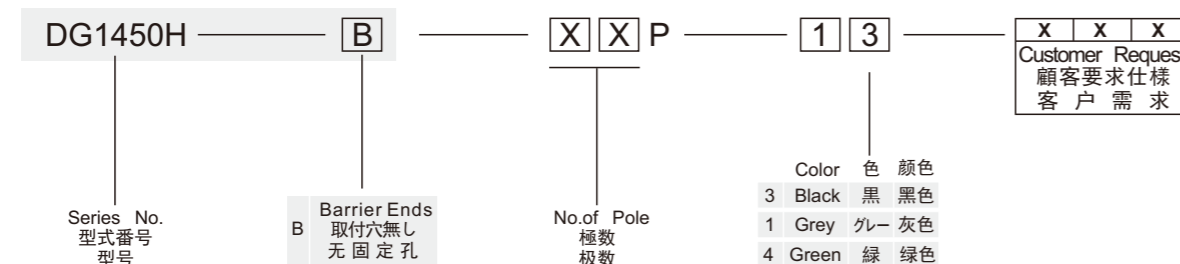 DG1450H B X X P 1 3 X X X
Customer Reques
顧客要求仕様
客户需求
Color 色 颜色
3 Black 黒 黑色
1 Grey グレー 灰色
4 Green 緑 绿色
Series No.
型式番号
型号
B Barrier Ends
取付穴無し
无固定孔
No.of Pole
極数
极数